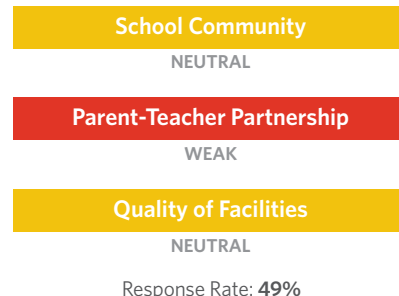 School Community
NEUTRAL
Parent-Teacher Partnership
WEAK
Quality of Facilities
NEUTRAL
Response Rate: 49%